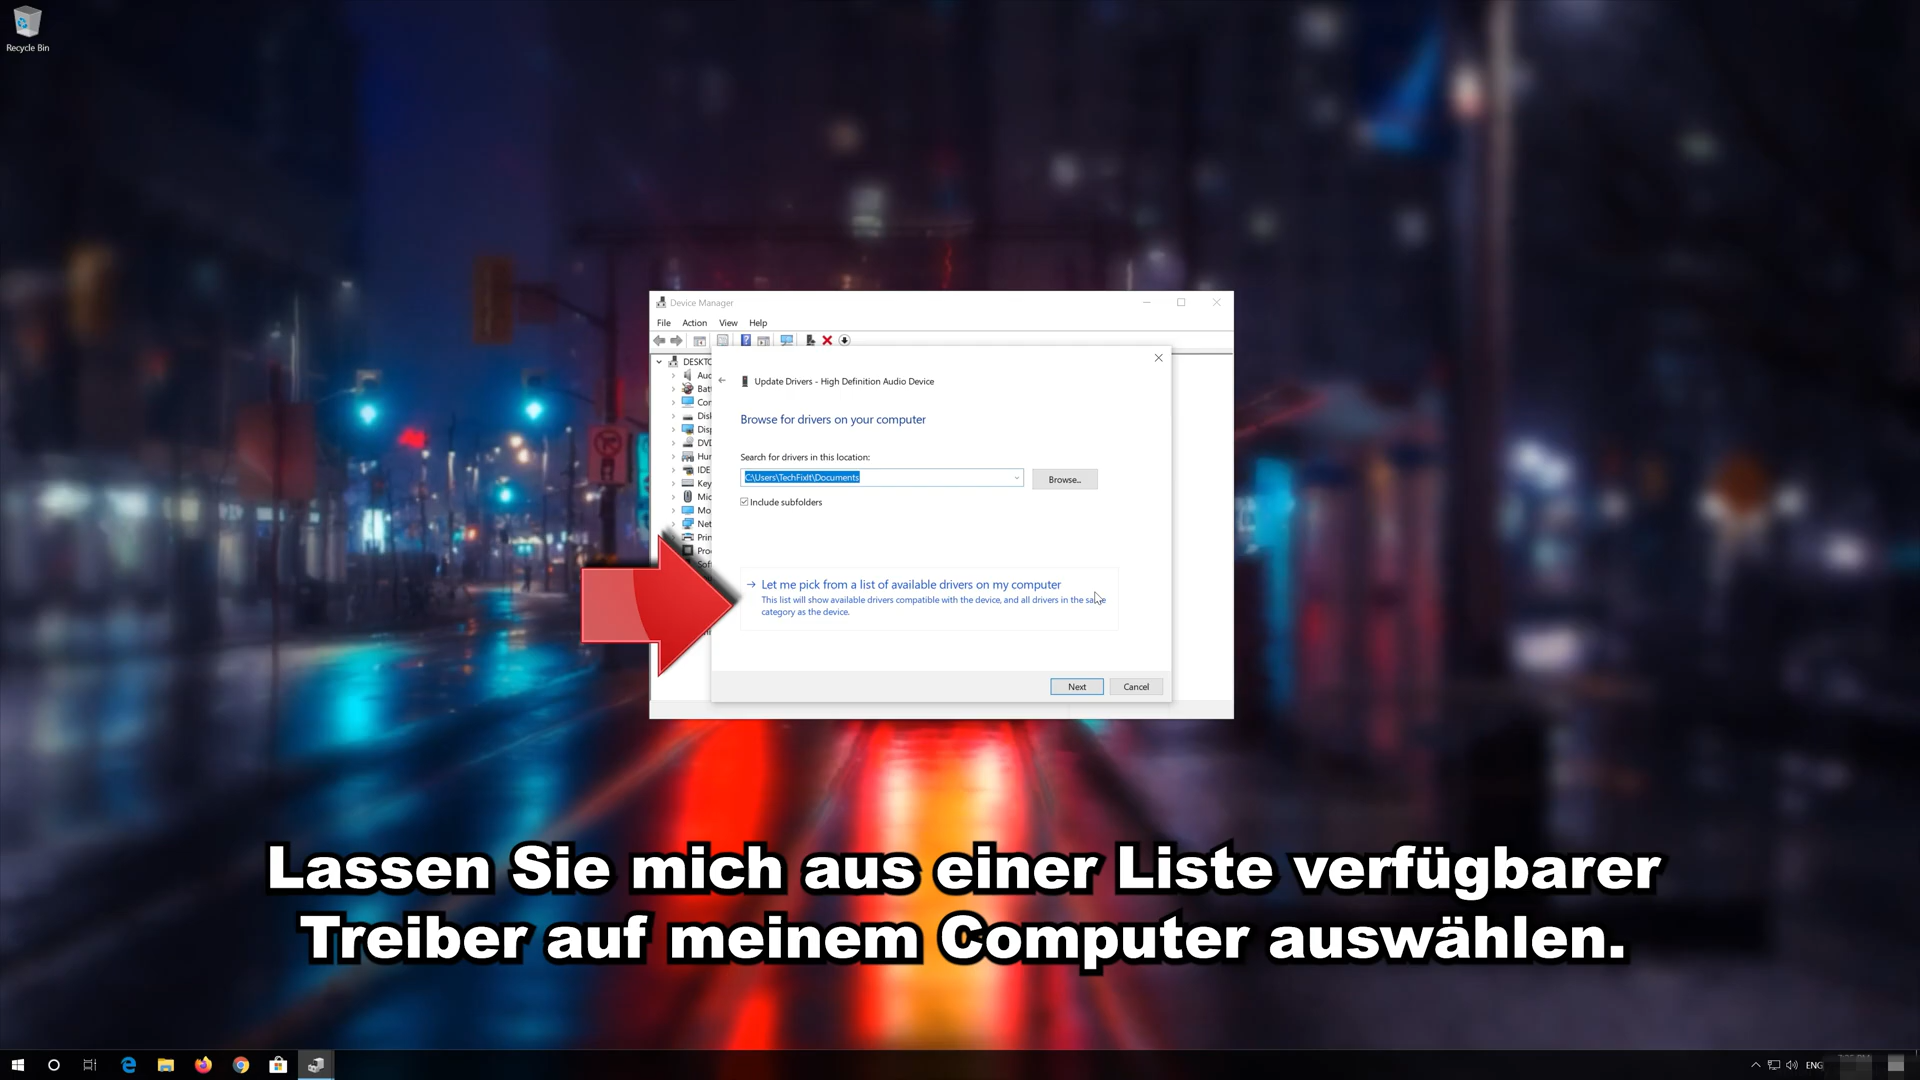 Recycle Bin
Device Manager
File Action View Help
Update Drivers - High Definition Audio Device
Browse for drivers on your computer
Search for drivers in this location:
C:\Users\TechFixIt\Documents
Browse...
Include subfolders
Let me pick from a list of available drivers on my computer
This list will show available drivers compatible with the device, and all drivers in the same
category as the device.
Next Cancel
Lassen Sie mich aus einer Liste verfügbarer
Treiber auf meinem Computer auswählen.
ENG